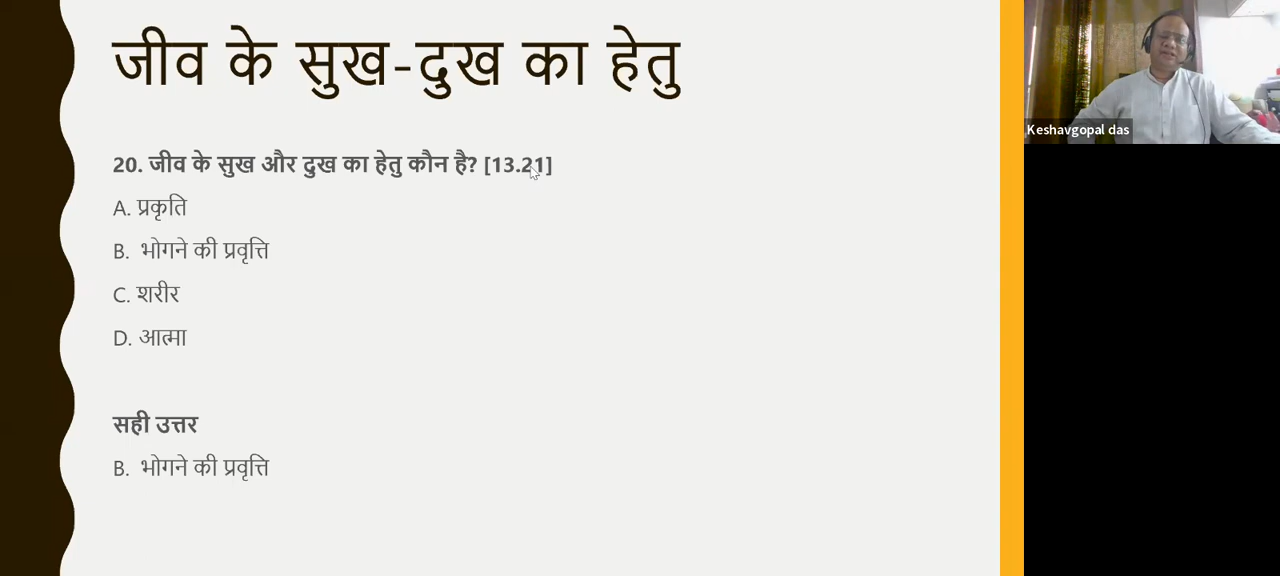 जीव के सुख-दुख का हेतु
20. जीव के सुख और दुख का हेतु कौन है? [13.21]
A. प्रकृति
B. भोगने की प्रवृत्ति
C. शरीर
D. आत्मा
सही उत्तर
B. भोगने की प्रवृत्ति
Keshavgopal das